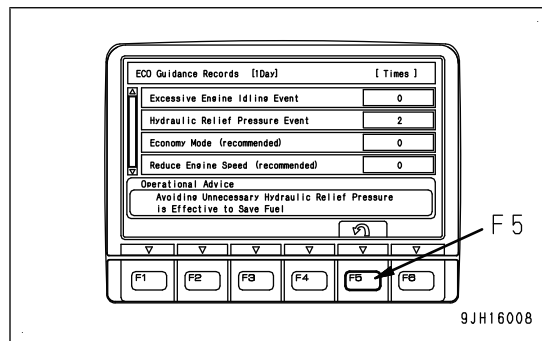 ECO Guidance Records [1Day] [ Times ]
Excessive Engine Idling Event 0
Hydraulic Relief Pressure Event 2
Economy Mode (recommended) 0
Reduce Engine Speed (recommended) 0
Operational Advice
Avoiding Unnecessary Hydraulic Relief Pressure
is Effective to Save Fuel
F5
F1 F2 F3 F4 F5 F6
9JH16008